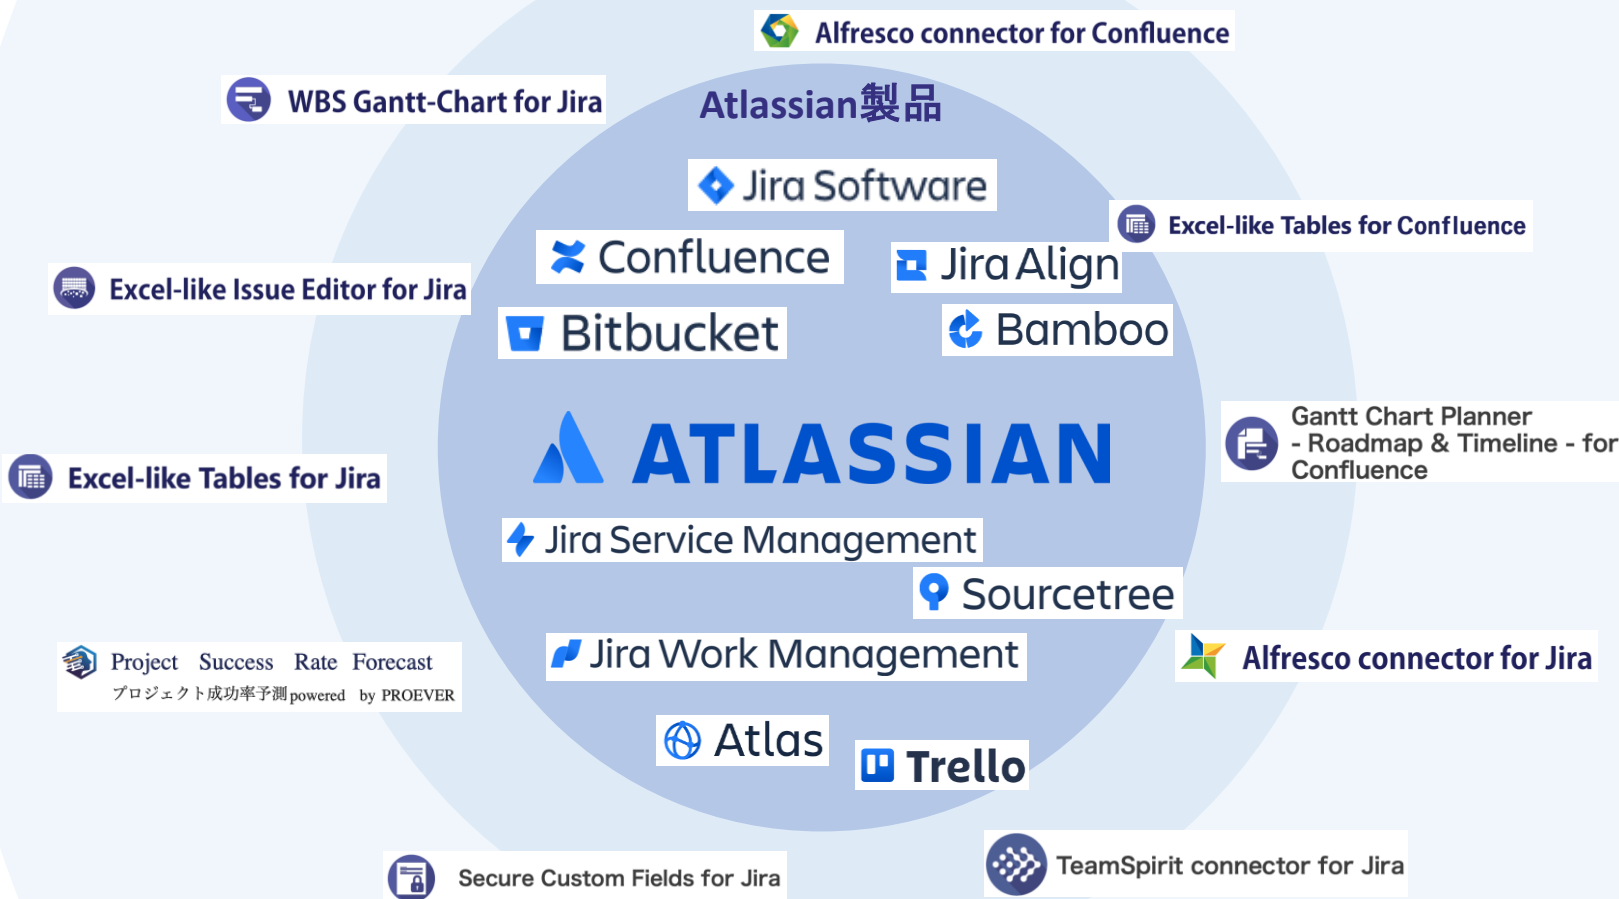 Alfresco connector for Confluence
WBS Gantt-Chart for Jira
Atlassian製品
Jira Software
Excel-like Tables for Confluence
Confluence
Jira Align
Excel-like Issue Editor for Jira
Bitbucket
Bamboo
Gantt Chart Planner
- Roadmap & Timeline - for
Confluence
ATLASSIAN
Excel-like Tables for Jira
Jira Service Management
Sourcetree
Jira Work Management
Alfresco connector for Jira
Project Success Rate Forecast
プロジェクト成功率予測 powered by PROEVER
Atlas
Trello
TeamSpirit connector for Jira
Secure Custom Fields for Jira